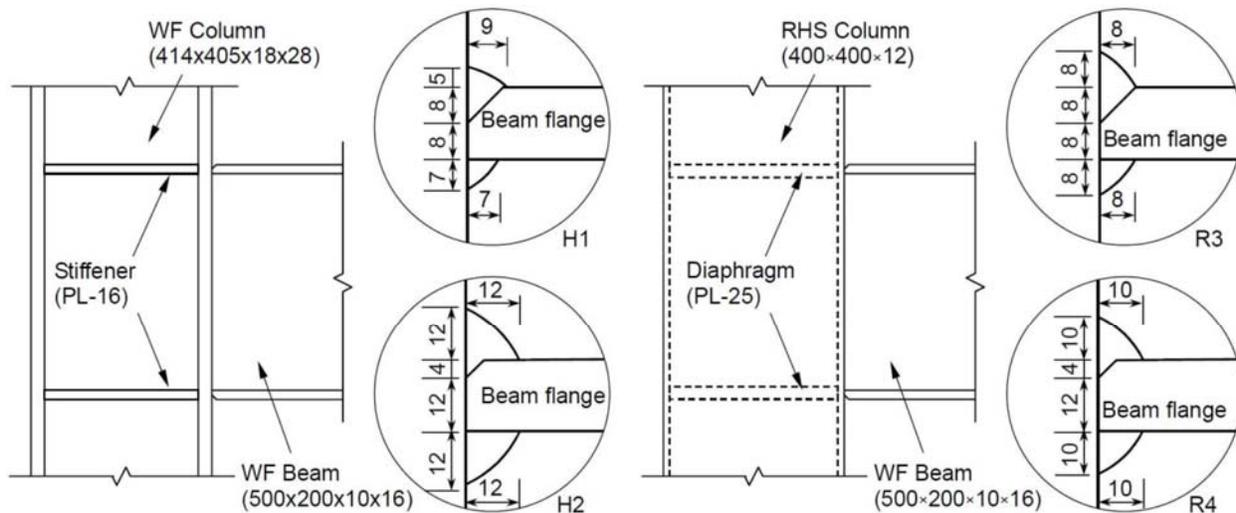 WF Column
(414x405x18x28)
9
5
8
8
7
Beam flange
7
H1
Stiffener
(PL-16)
12
12
4
12
12
Beam flange
12
H2
WF Beam
(500x200x10x16)
RHS Column
(400×400×12)
8
8
8
8
8
Beam flange
8
R3
Diaphragm
(PL-25)
10
10
4
12
10
Beam flange
10
R4
WF Beam
(500×200×10×16)